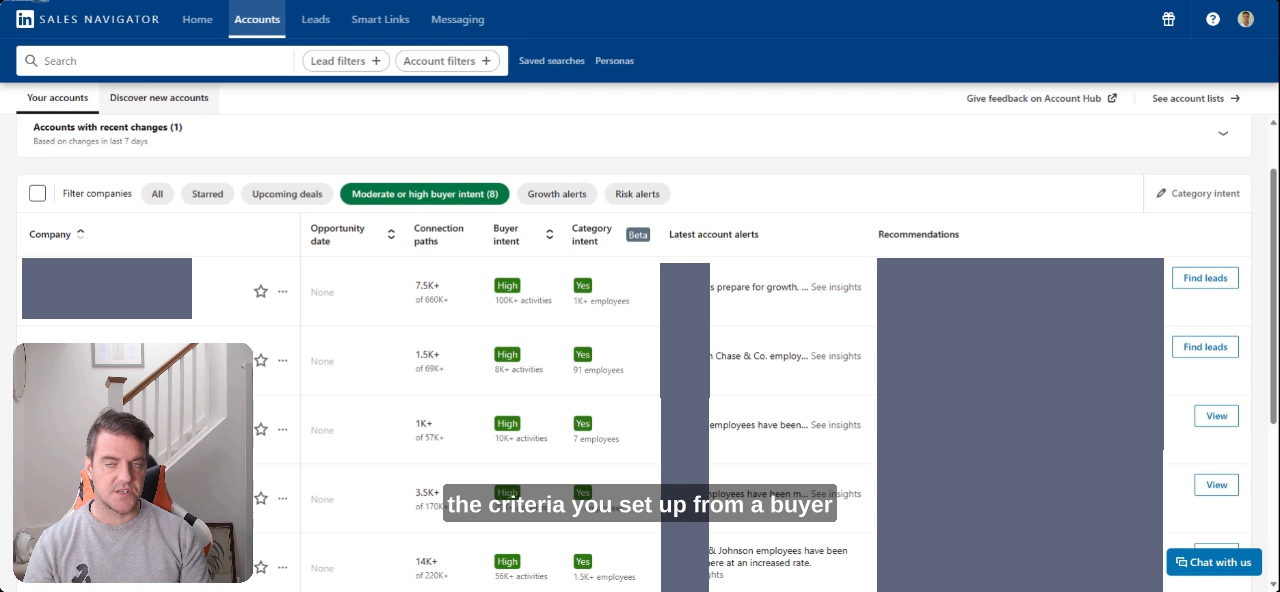 in SALES NAVIGATOR
Home
Accounts
Leads
Smart Links
Messaging
Search
Lead filters +
Account filters +
Saved searches
Personas
Your accounts
Discover new accounts
Give feedback on Account Hub
See account lists →
Accounts with recent changes (1)
Based on changes in last 7 days
Filter companies
All
Starred
Upcoming deals
Moderate or high buyer intent (8)
Growth alerts
Risk alerts
Category intent
Company
Opportunity
date
Connection
paths
Buyer
intent
Category
intent
Beta
Latest account alerts
Recommendations
None
7.5K+
of 660K+
High
100K+ activities
Yes
1K+ employees
s prepare for growth, ... See insights
Find leads
None
1.5K+
of 69K+
High
8K+ activities
Yes
91 employees
Chase & Co. employ... See insights
Find leads
None
1K+
of 57K+
High
10K+ activities
Yes
7 employees
employees have been... See insights
View
None
3.5K+
of 170K
High
Yes
ployees have been m... See insights
View
the criteria you set up from a buyer
None
14K+
of 220K+
High
56K+ activities
Yes
1.5K+ employees
& Johnson employees have been
ere at an increased rate.
ghts
Chat with us